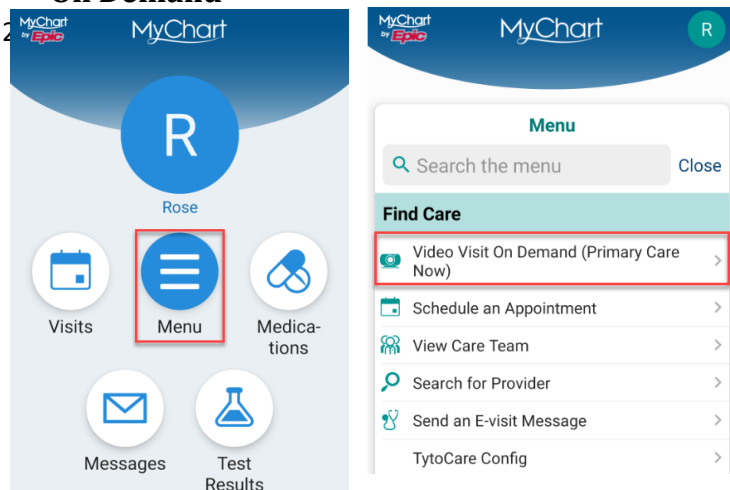 On Demand
2
MyChart
by Epic
MyChart
R
Rose
Visits
Menu
Medica-
tions
Messages
Test
Results
MyChart
by Epic
MyChart
R
Menu
Search the menu
Close
Find Care
Video Visit On Demand (Primary Care
Now)
Schedule an Appointment
View Care Team
Search for Provider
Send an E-visit Message
TytoCare Config